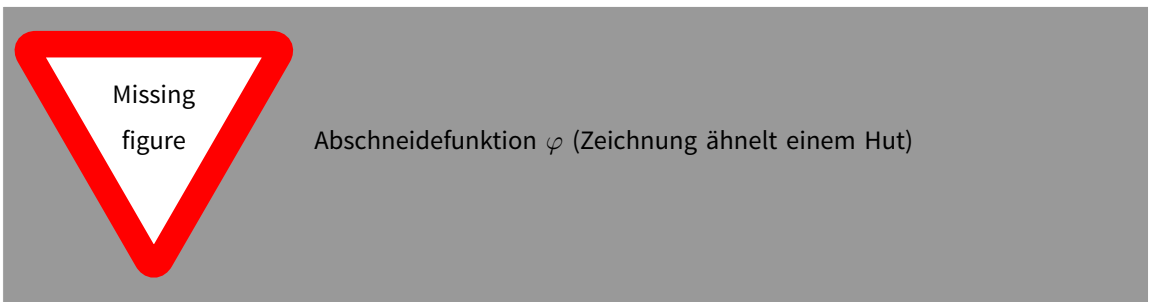 Missing
figure
Abschneidefunktion φ (Zeichnung ähnelt einem Hut)